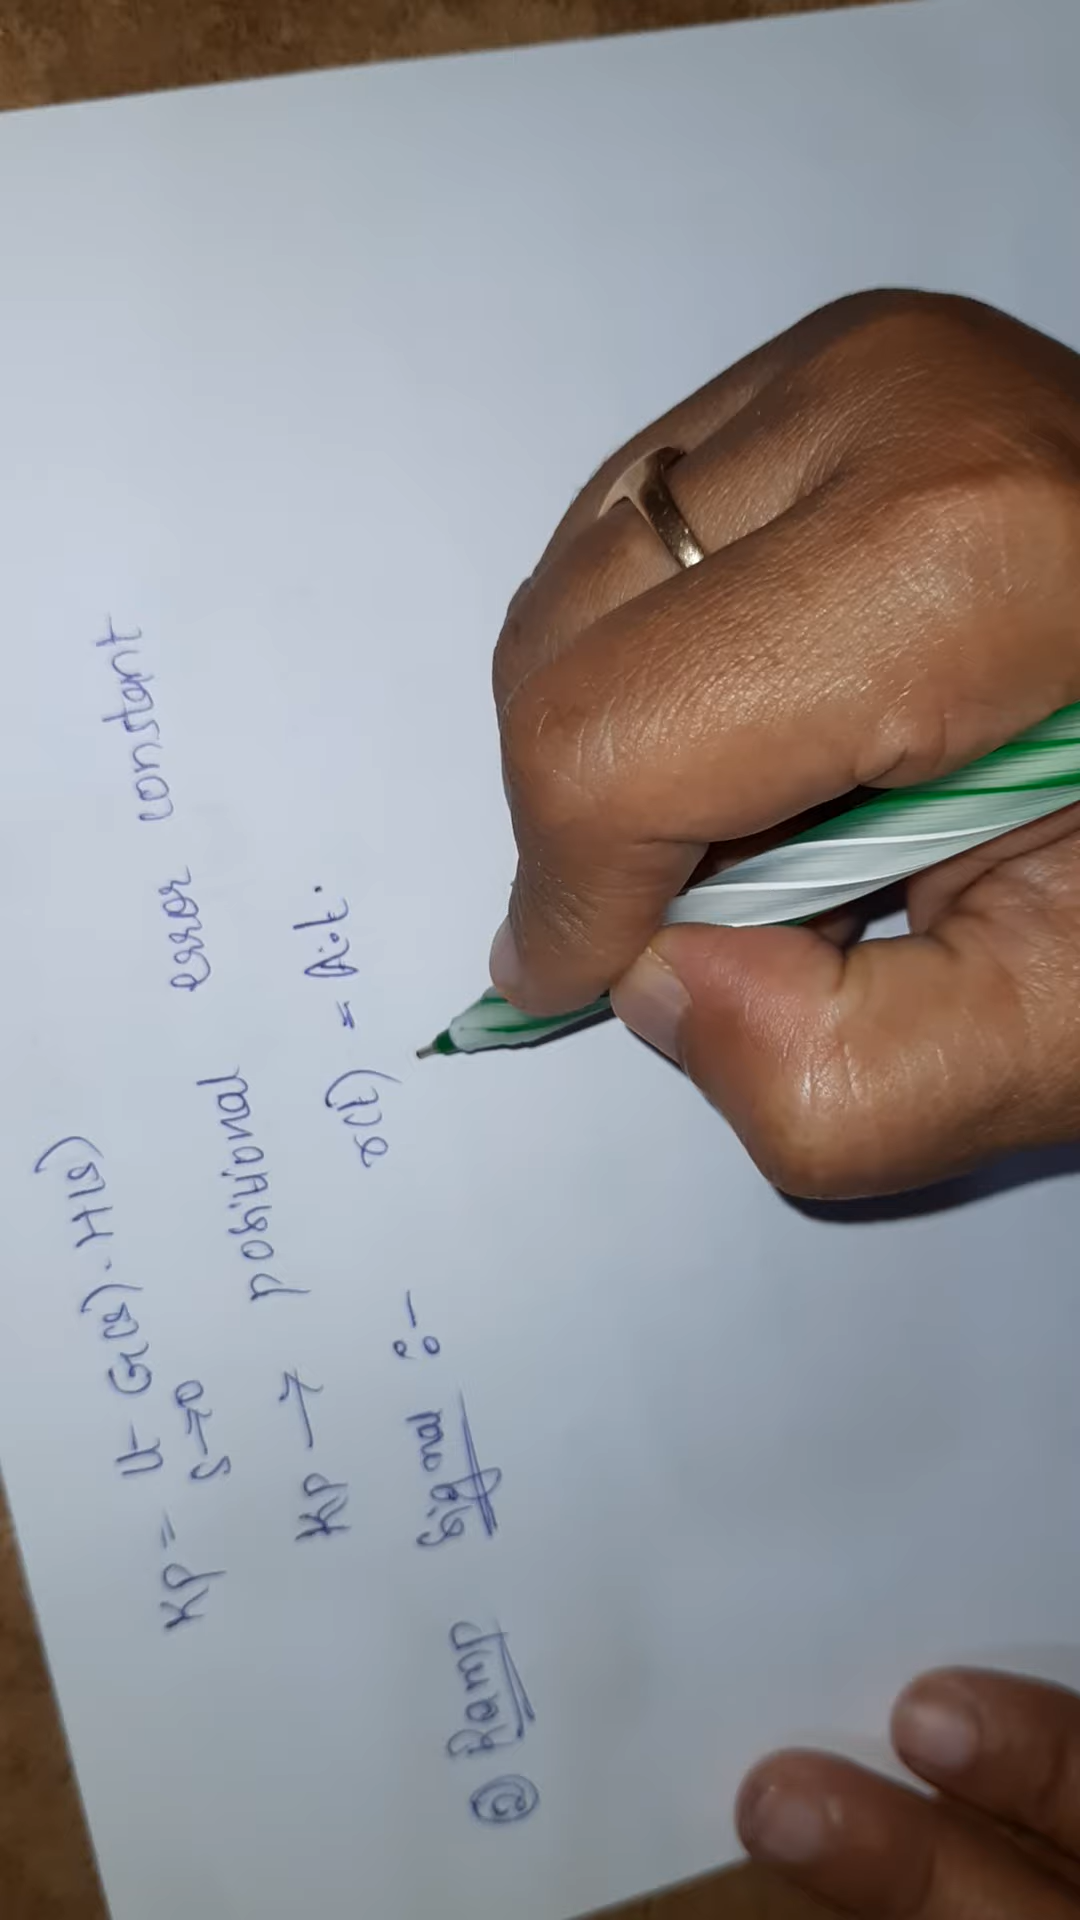 Kp = lt G(s) . H(s)
s→0
Kp → positional error constant
② Ramp Signal :- r(t) = A.t.